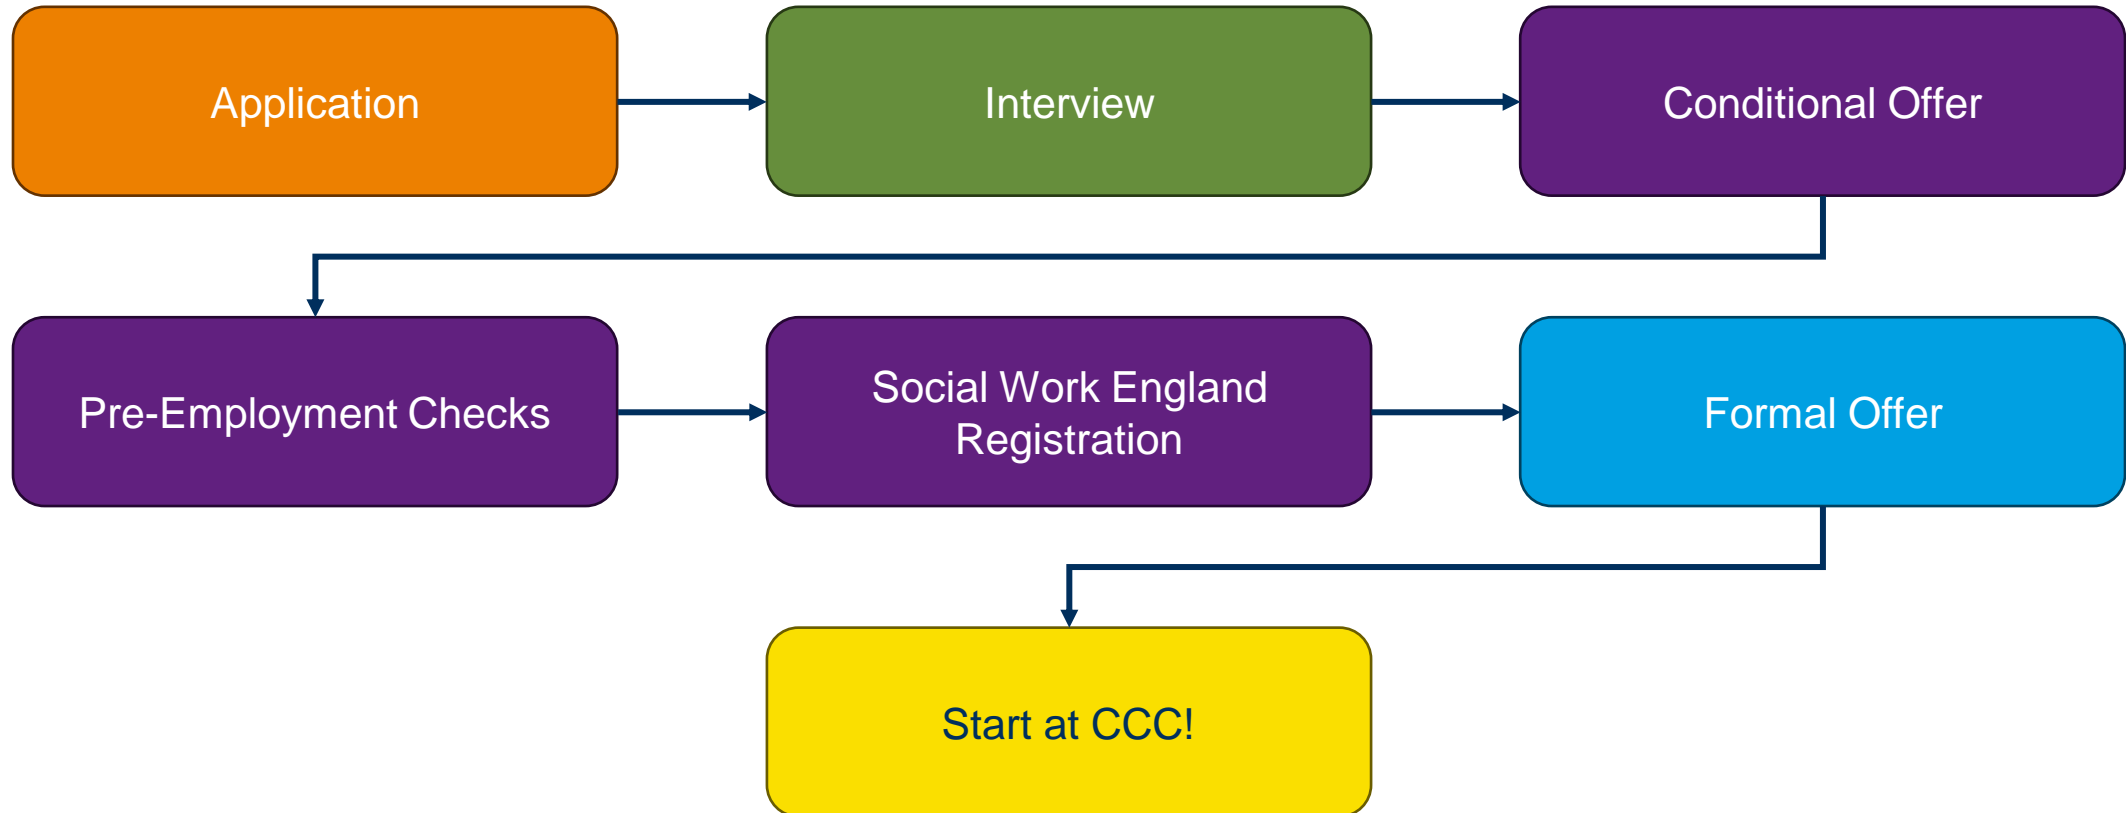 Application
Interview
Conditional Offer
Pre-Employment Checks
Social Work England
Registration
Formal Offer
Start at CCC!